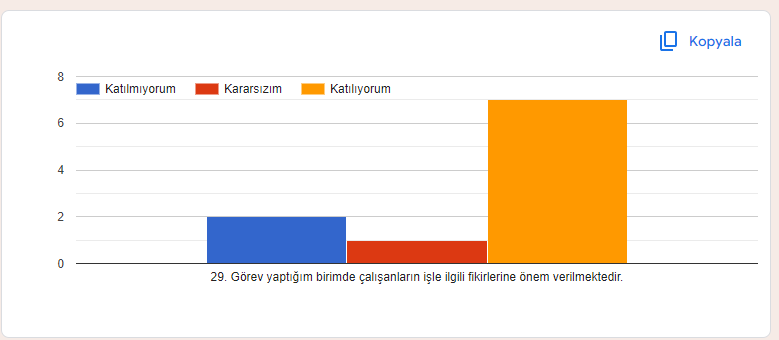 Kopyala
8
Katılmıyorum Kararsızım Katılıyorum
6
4
2
0
29. Görev yaptığım birimde çalışanların işle ilgili fikirlerine önem verilmektedir.